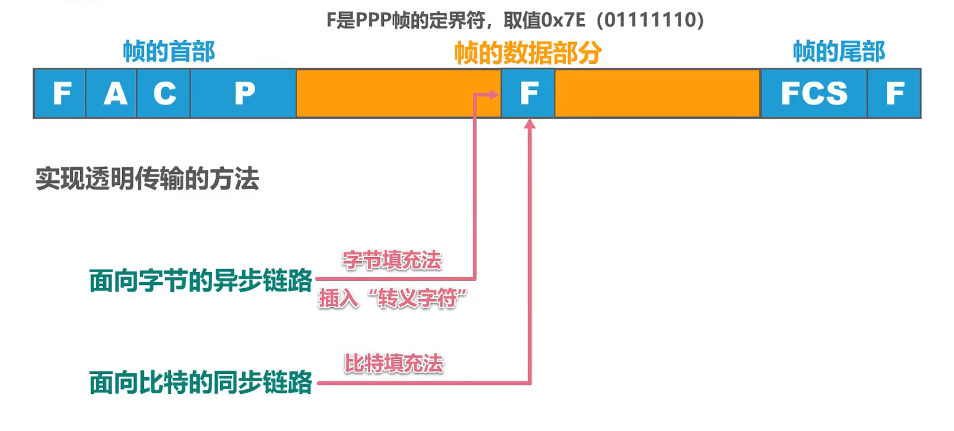 F是PPP帧的定界符，取值0x7E（01111110）
帧的首部 帧的数据部分 帧的尾部
F A C P F FCS F
实现透明传输的方法
字节填充法
面向字节的异步链路
插入“转义字符”
比特填充法
面向比特的同步链路